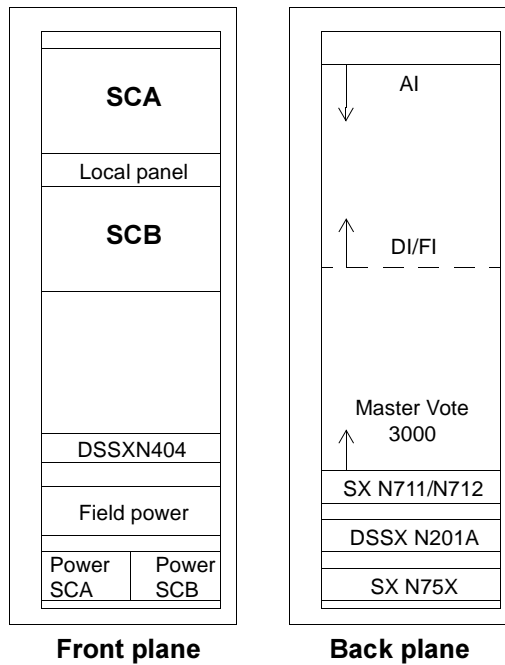 SCA
Local panel
SCB
DSSXN404
Field power
Power
SCA
Power
SCB
Front plane
AI
DI/FI
Master Vote
3000
SX N711/N712
DSSX N201A
SX N75X
Back plane